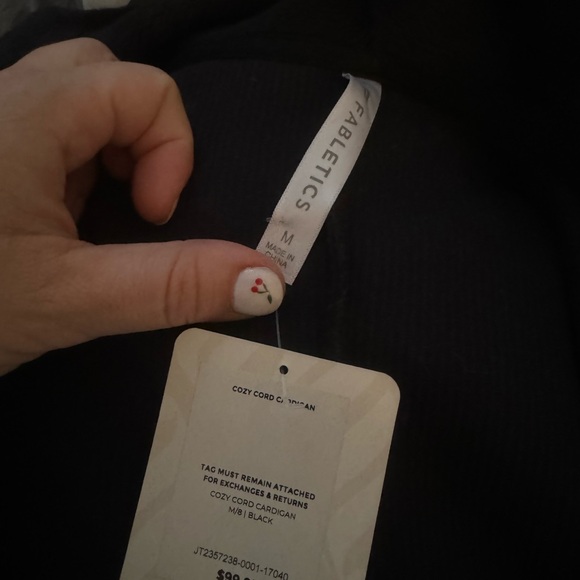 FABLETICS
M
MADE IN
CHINA
COZY CORD CARDIGAN
TAG MUST REMAIN ATTACHED
FOR EXCHANGES & RETURNS
COZY CORD CARDIGAN
M/8 | BLACK
JT2357238-0001-17040